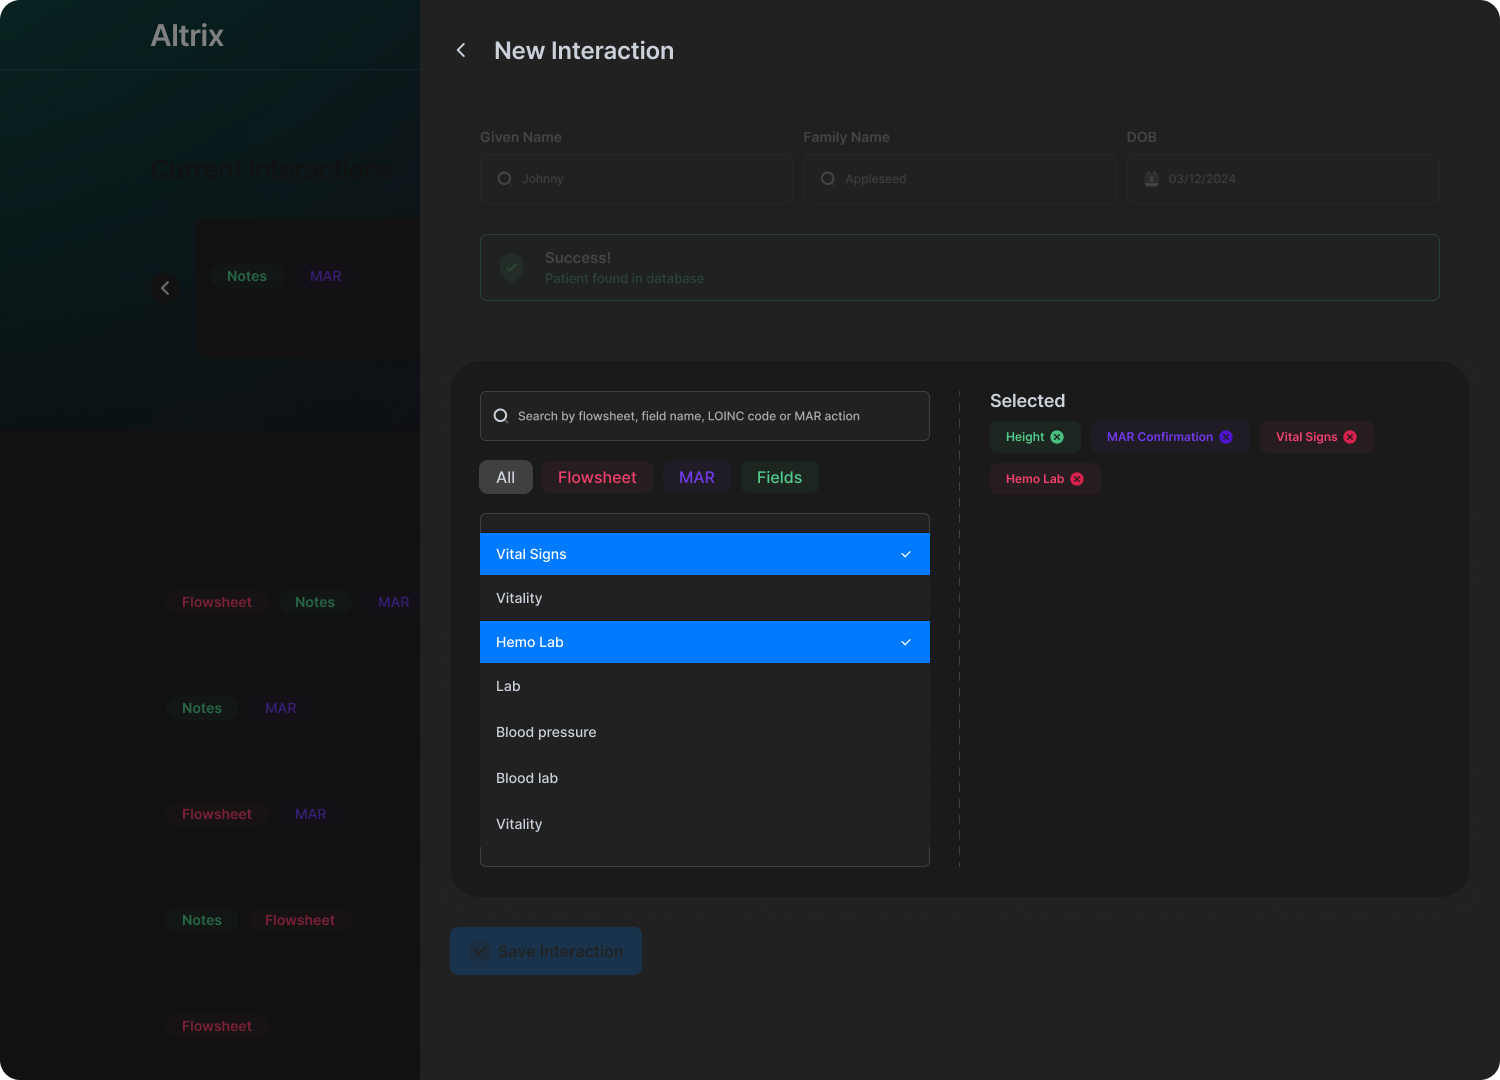 Altrix
Current interactions
Notes
MAR
Flowsheet
Notes
MAR
Notes
MAR
Flowsheet
MAR
Notes
Flowsheet
Flowsheet
New Interaction
Given Name
Family Name
DOB
Johnny
Appleseed
03/12/2024
Success!
Patient found in database
Search by flowsheet, field name, LOINC code or MAR action
All
Flowsheet
MAR
Fields
Vital Signs
Vitality
Hemo Lab
Lab
Blood pressure
Blood lab
Vitality
Selected
Height
MAR Confirmation
Vital Signs
Hemo Lab
Save Interaction